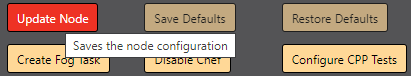 Update Node
Save Defaults
Restore Defaults
Saves the node configuration
Create Fog Task
Disable Chef
Configure CPP Tests